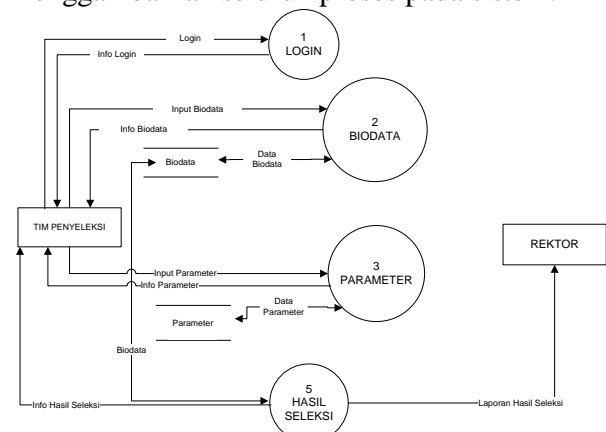 Login
1
LOGIN
Info Login
Input Biodata
2
BIODATA
Info Biodata
Biodata
Data
Biodata
TIM PENYELEKSI
REKTOR
Input Parameter
3
PARAMETER
Info Parameter
Data
Parameter
Parameter
Biodata
5
HASIL
SELEKSI
Info Hasil Seleksi
Laporan Hasil Seleksi